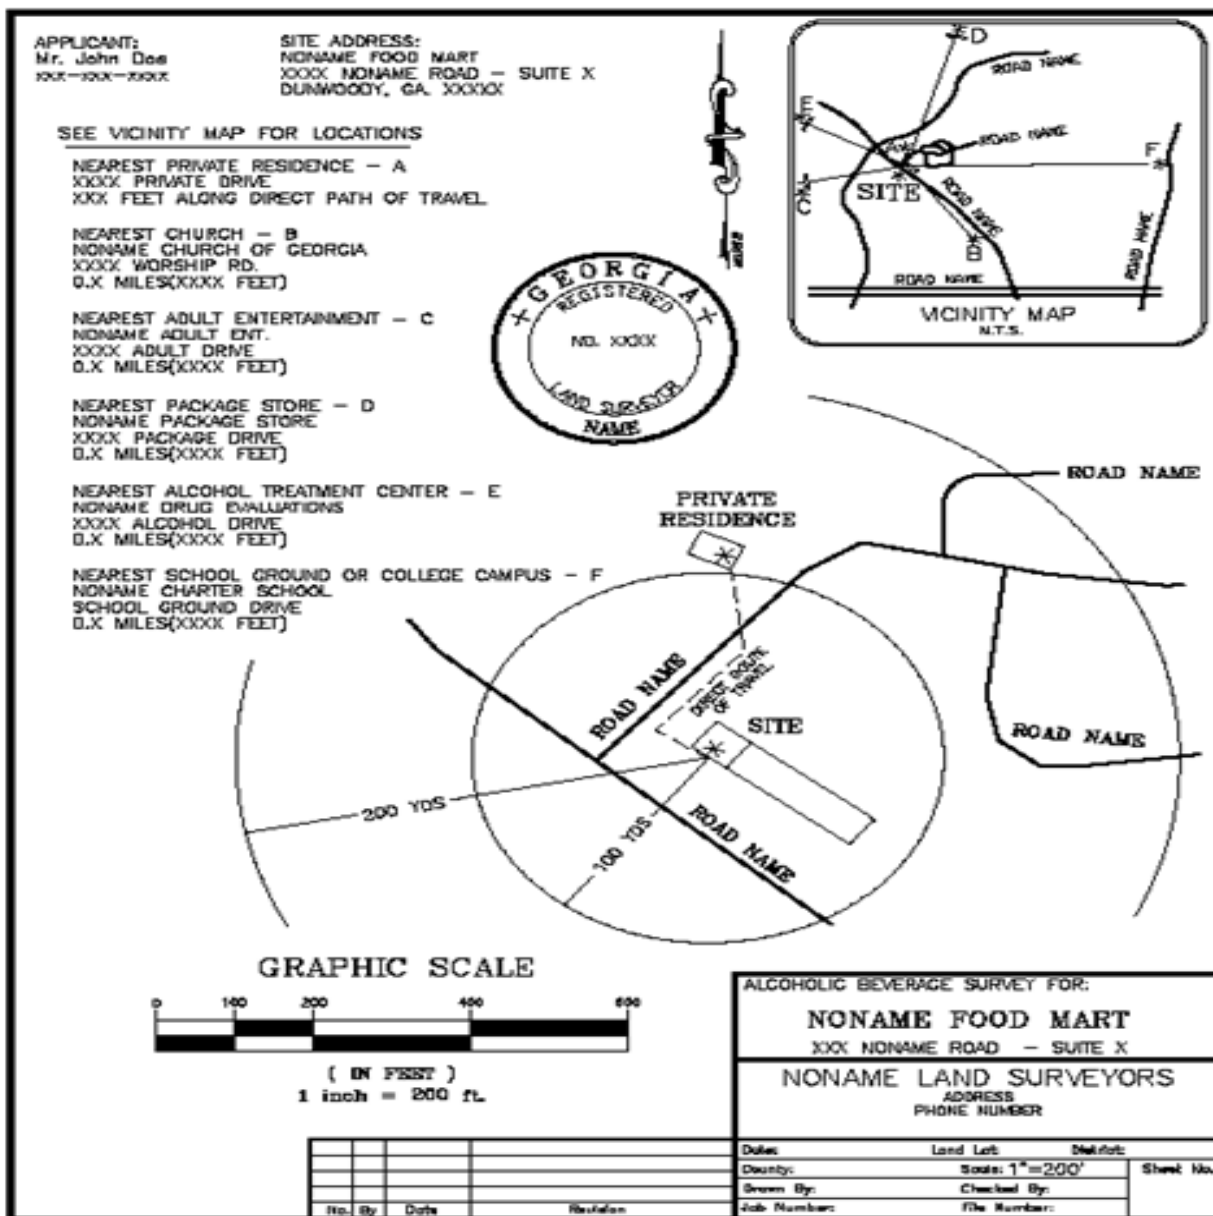 APPLICANT:
Mr. John Doe
XXX-XXX-XXXX
SITE ADDRESS:
NONAME FOOD MART
XXXX NONAME ROAD - SUITE X
DUNWOODY, GA. XXXXX
SEE VICINITY MAP FOR LOCATIONS
NEAREST PRIVATE RESIDENCE - A
XXXX PRIVATE DRIVE
XXX FEET ALONG DIRECT PATH OF TRAVEL
NEAREST CHURCH - B
NONAME CHURCH OF GEORGIA
XXXX WORSHIP RD.
0.X MILES(XXXX FEET)
NEAREST ADULT ENTERTAINMENT - C
NONAME ADULT ENT.
XXXX ADULT DRIVE
0.X MILES(XXXX FEET)
NEAREST PACKAGE STORE - D
NONAME PACKAGE STORE
XXXX PACKAGE DRIVE
0.X MILES(XXXX FEET)
NEAREST ALCOHOL TREATMENT CENTER - E
NONAME DRUG EVALUATIONS
XXXX ALCOHOL DRIVE
0.X MILES(XXXX FEET)
NEAREST SCHOOL GROUND OR COLLEGE CAMPUS - F
NONAME CHARTER SCHOOL
SCHOOL GROUND DRIVE
0.X MILES(XXXX FEET)
GEORGIA
REGISTERED
NO. XXXX
LAND SURVEYOR
NAME
D
ROAD NAME
E
ROAD NAME
F
SITE
C
ROAD NAME
B
ROAD NAME
ROAD NAME
VICINITY MAP
N.T.S.
ROAD NAME
PRIVATE
RESIDENCE
ROAD NAME
DIRECT ROUTE
OF TRAVEL
SITE
ROAD NAME
200 YDS
100 YDS
ROAD NAME
GRAPHIC SCALE
0 100 200 400 600
( IN FEET )
1 inch = 200 ft.
ALCOHOLIC BEVERAGE SURVEY FOR:
NONAME FOOD MART
XXX NONAME ROAD - SUITE X
NONAME LAND SURVEYORS
ADDRESS
PHONE NUMBER
Date: Land Lot: District:
County: Scale: 1"=200' Sheet No.
Drawn By: Checked By:
Job Number: File Number:
No. By Date Revision